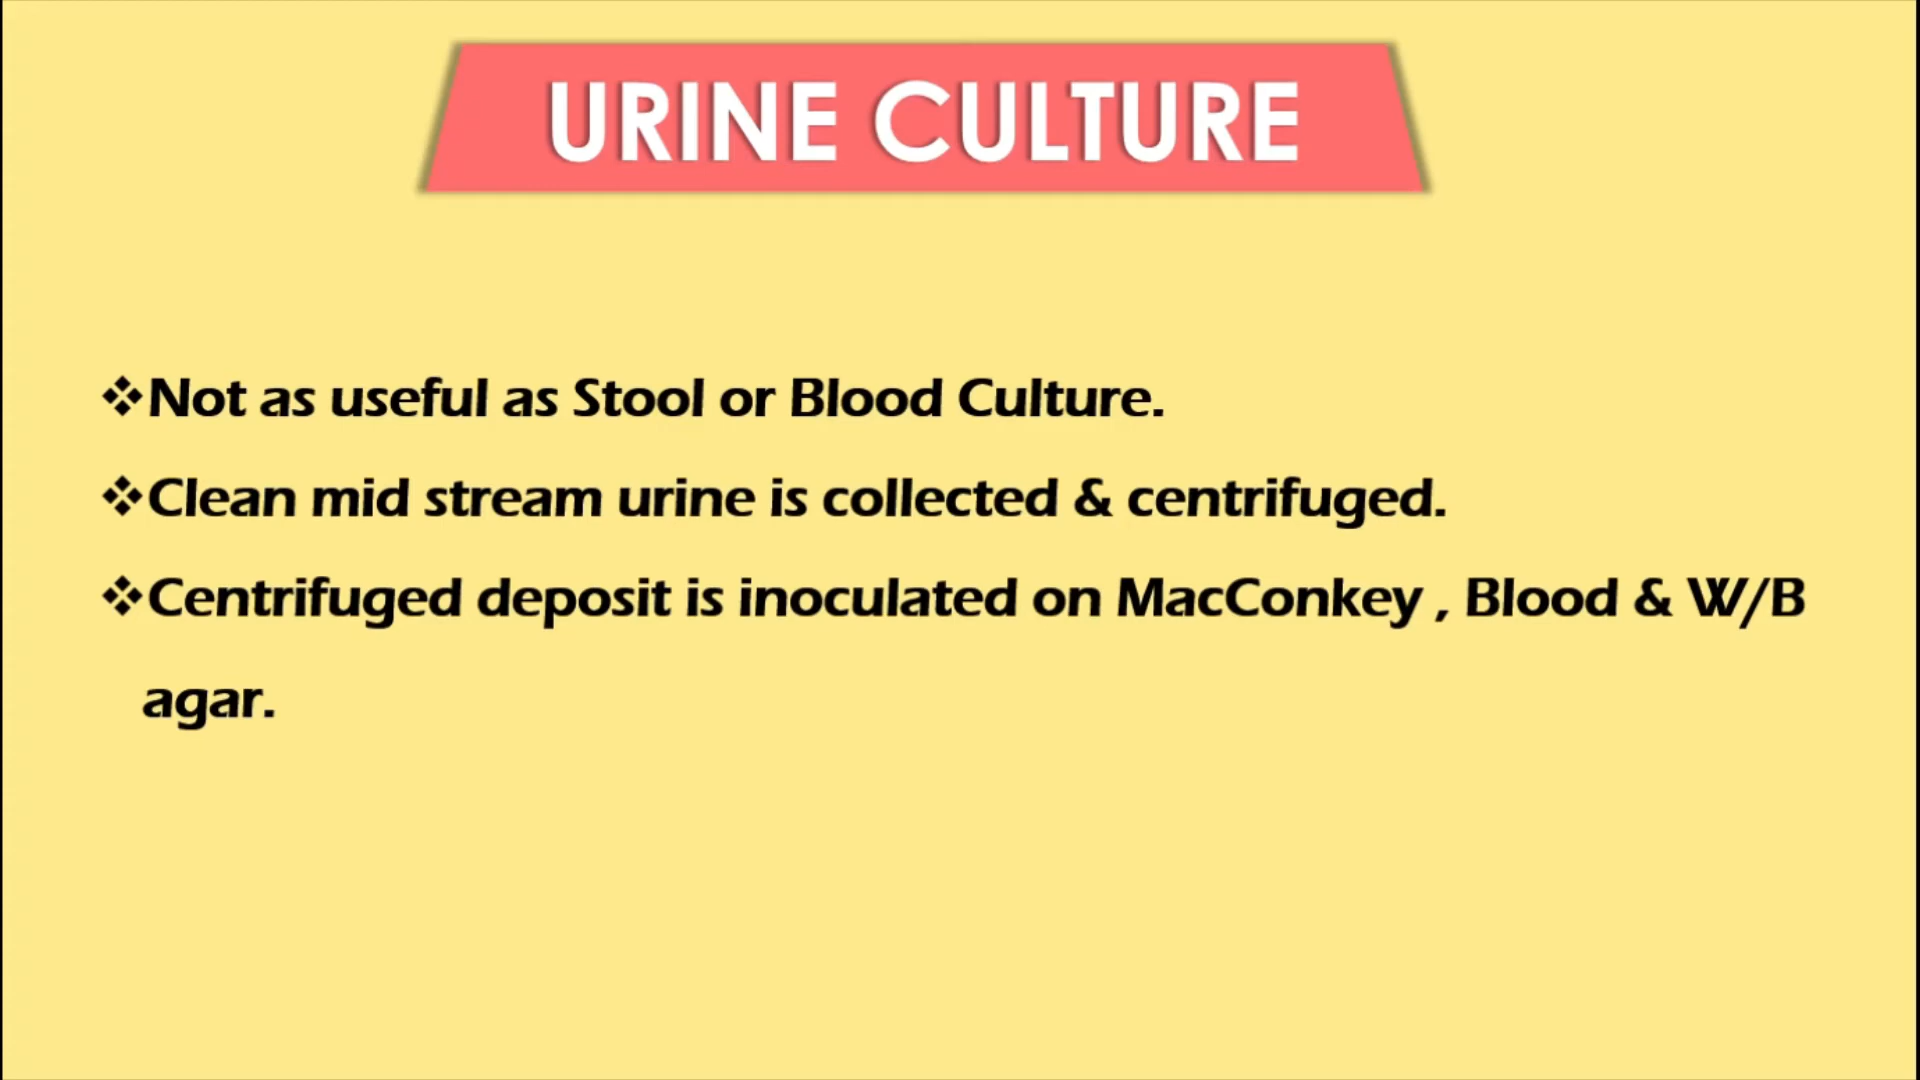 URINE CULTURE
❖Not as useful as Stool or Blood Culture.
❖Clean mid stream urine is collected & centrifuged.
❖Centrifuged deposit is inoculated on MacConkey , Blood & W/B
agar.